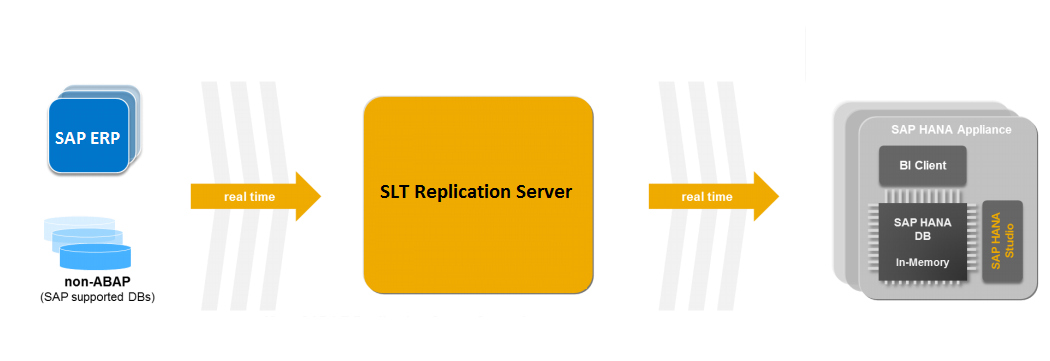 SAP ERP
non-ABAP
(SAP supported DBs)
real time
SLT Replication Server
real time
SAP HANA Appliance
BI Client
SAP HANA
DB
In-Memory
SAP HANA
Studio